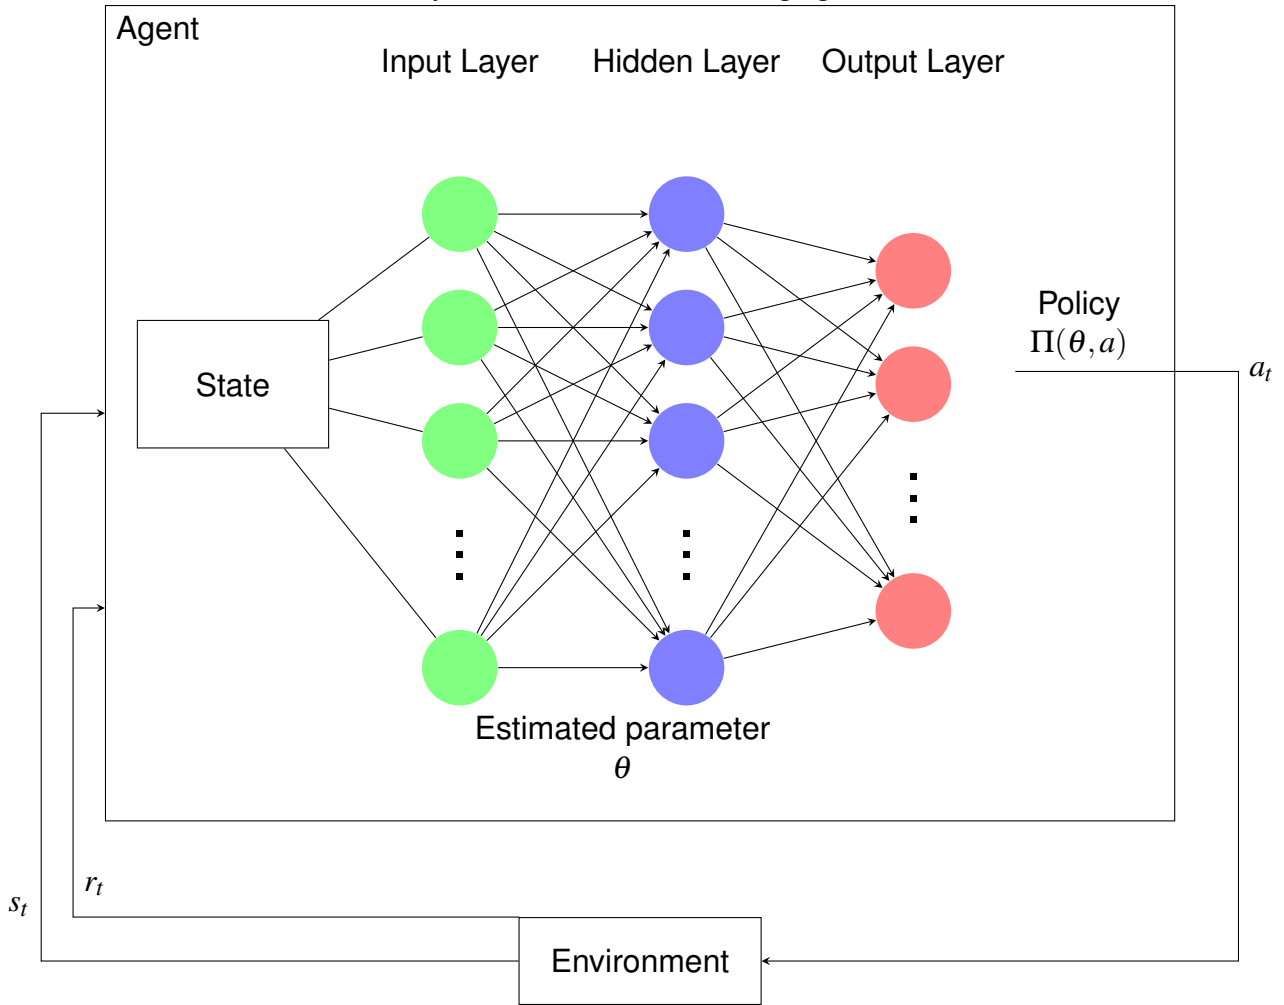 Agent
Input Layer
Hidden Layer
Output Layer
State
Policy
Π(θ, a)
a_t
Estimated parameter
θ
r_t
s_t
Environment